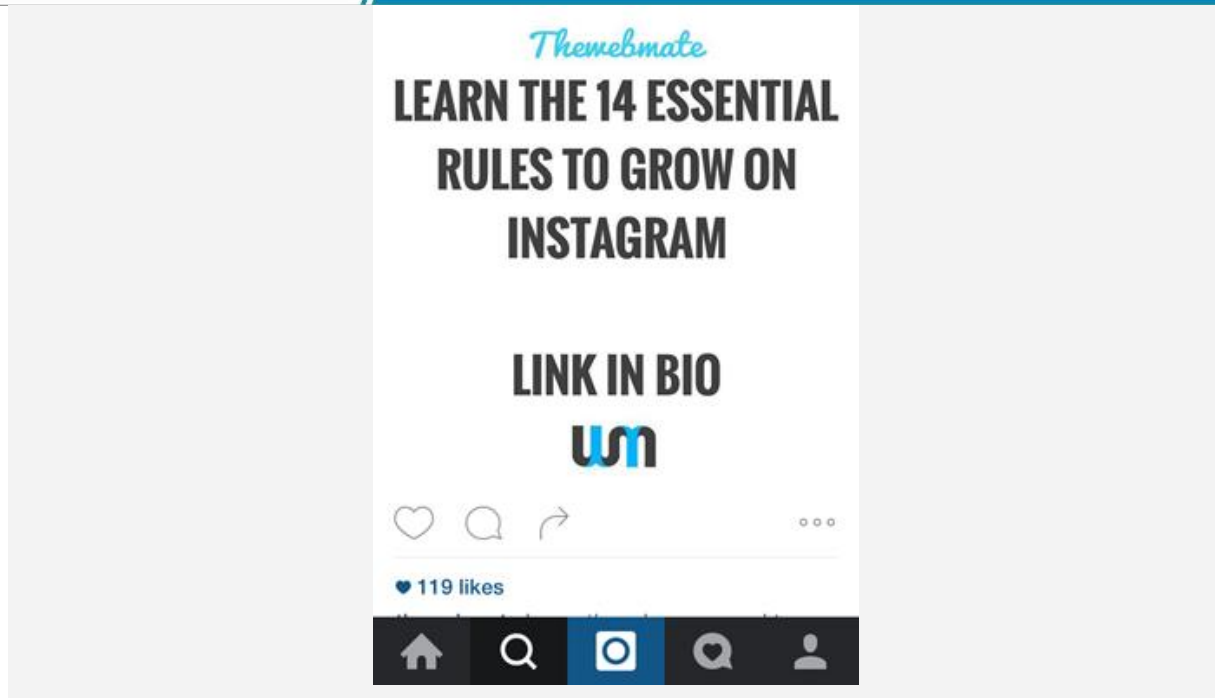 Thewebmate
LEARN THE 14 ESSENTIAL
RULES TO GROW ON
INSTAGRAM
LINK IN BIO
wm
119 likes